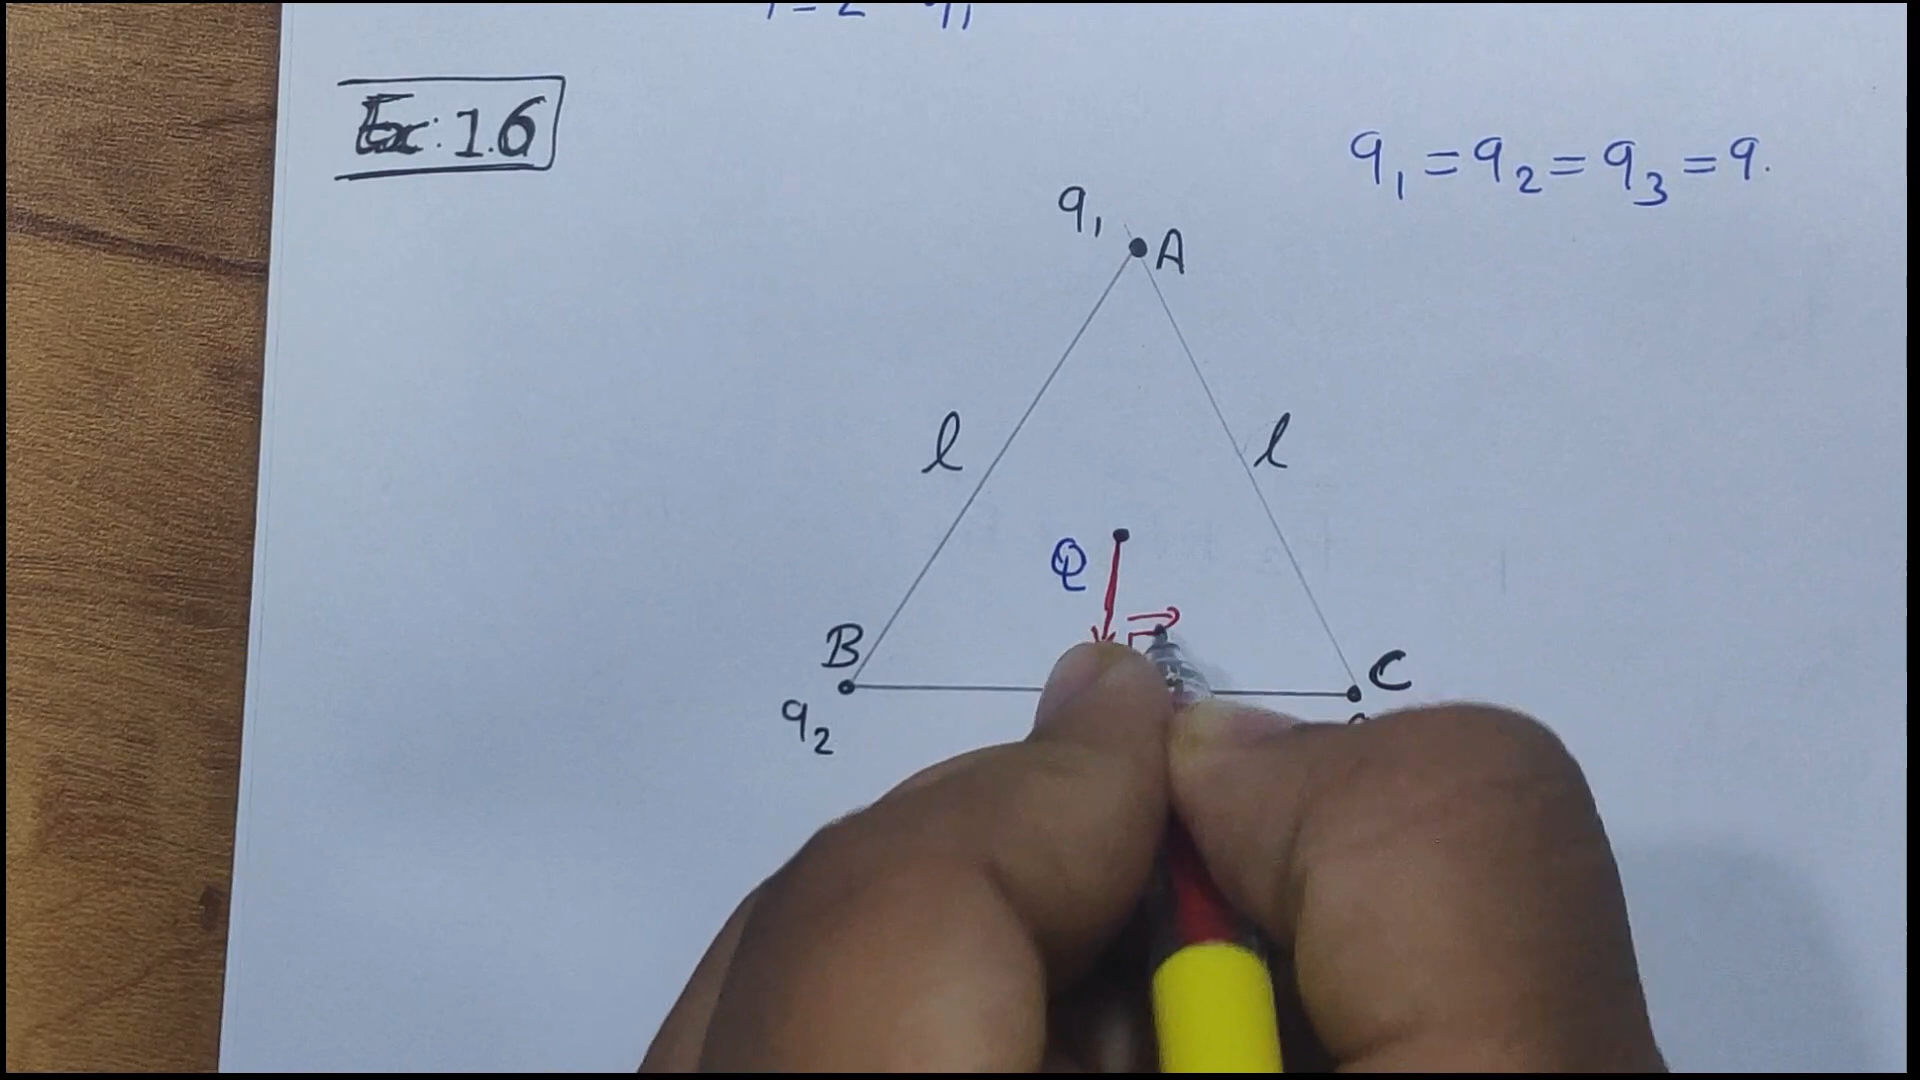 Ex: 1.6
q₁ = q₂ = q₃ = q.
q₁
A
l
l
Q
B
C
q₂